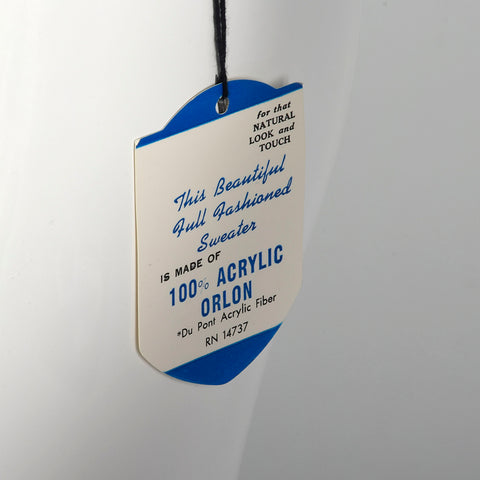 for that
NATURAL
LOOK and
TOUCH
This Beautiful
Full Fashioned
Sweater
IS MADE OF
100% ACRYLIC
ORLON
*Du Pont Acrylic Fiber
RN 14737